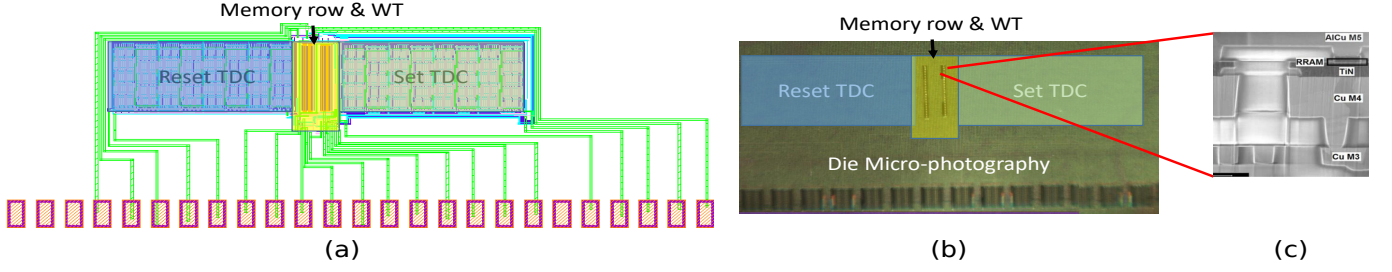 Memory row & WT
Reset TDC
Set TDC
(a)
Memory row & WT
Reset TDC
Set TDC
Die Micro-photography
(b)
AlCu M5
RRAM
TiN
Cu M4
Cu M3
(c)